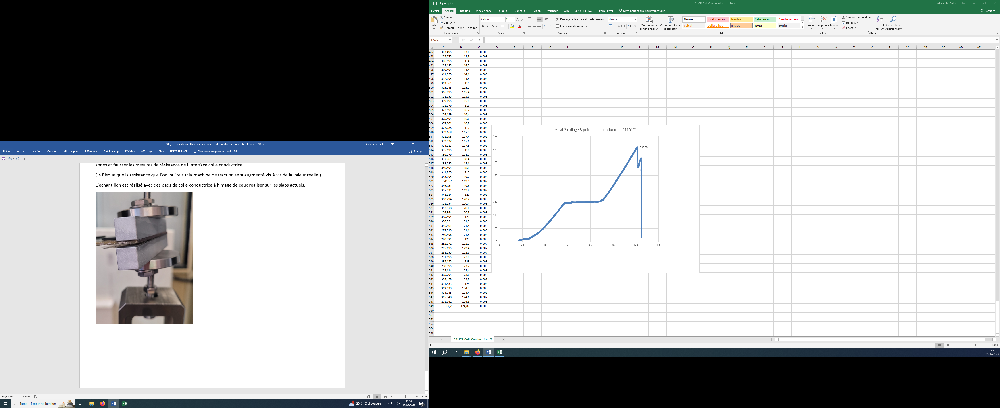 LUXE _ qualification collage test resistance colle conductrice, underfill et autre - Word
Alexandre Gallas
Fichier Accueil Insertion Création Mise en page Références Publipostage Révision Affichage Aide 3DEXPERIENCE Dites-nous ce que vous voulez faire
Partager
zones et fausser les mesures de résistance de l’interface colle conductrice.
(-> Risque que la résistance que l’on va lire sur la machine de traction sera augmenté vis-à-vis de la valeur réelle.)
L’échantillon est réalisé avec des pads de colle conductrice à l’image de ceux réaliser sur les slabs actuels.
Page 7 sur 7 374 mots
150 %
Taper ici pour rechercher
20°C Ciel couvert
15:59
25/07/2023
2
CALICE_ColleConductrice_2 - Excel
Alexandre Gallas
Fichier Accueil Insertion Mise en page Formules Données Révision Affichage Aide 3DEXPERIENCE Power Pivot Dites-nous ce que vous voulez faire
Partager
Coller
Couper
Copier
Reproduire la mise en forme
Presse-papiers
Calibri 11
G I S
Police
Renvoyer à la ligne automatiquement
Fusionner et centrer
Alignement
Standard
% 000
Nombre
Mise en forme conditionnelle
Mettre sous forme de tableau
Normal Insatisfaisant Neutre Satisfaisant Avertissement
Calcul Cellule liée Entrée Note Sortie
Styles
Insérer Supprimer Format
Cellules
Somme automatique
Recopier
Effacer
Trier et filtrer
Rechercher et sélectionner
Édition
U525
fx
A B C D E F G H I J K L M N O P Q R S T U V W X Y Z AA AB AC AD AE
492 303,495 113,6 0,008
493 305,075 113,8 0,008
494 306,595 114 0,008
495 308,195 114,2 0,008
496 309,495 114,4 0,008
497 311,095 114,6 0,008
498 312,095 114,8 0,008
499 313,764 115 0,008
500 315,248 115,2 0,008
501 316,895 115,4 0,008
502 318,095 115,6 0,008
503 319,695 115,8 0,008
504 321,176 116 0,008
505 322,595 116,2 0,008
506 324,139 116,4 0,008
507 325,495 116,6 0,008
508 327,001 116,8 0,008
509 327,788 117 0,008
510 329,668 117,2 0,008
511 331,295 117,4 0,008
512 332,932 117,6 0,008
513 334,113 117,8 0,008
514 335,195 118 0,008
515 336,276 118,2 0,008
516 337,761 118,4 0,008
517 339,095 118,6 0,008
518 340,495 118,8 0,008
519 341,895 119 0,008
520 343,095 119,2 0,008
521 344,57 119,4 0,007
522 346,051 119,6 0,008
523 347,434 119,8 0,007
524 348,914 120 0,008
525 350,294 120,2 0,008
526 351,594 120,4 0,008
527 352,978 120,6 0,008
528 354,344 120,8 0,008
529 355,494 121 0,008
530 356,594 121,2 0,008
531 356,501 121,4 0,008
532 287,515 121,6 0,008
533 280,496 121,8 0,008
534 280,221 122 0,008
535 282,171 122,2 0,007
536 285,095 122,4 0,007
537 288,195 122,6 0,007
538 291,595 122,8 0,008
539 295,155 123 0,008
540 298,995 123,2 0,008
541 302,614 123,4 0,008
542 305,295 123,6 0,008
543 308,458 123,8 0,007
544 311,433 124 0,008
545 312,439 124,2 0,008
546 314,748 124,4 0,008
547 315,348 124,6 0,007
548 271,042 124,8 0,008
549 17,2 124,87 0,008
550
551
552
553
554
555
essai 2 collage 3 point colle conductrice 4110"""
400
350
300
250
200
150
100
50
0
0 20 40 60 80 100 120 140
356,501
CALICE_ColleConductrice_e2
Prêt
100 %
15:59
25/07/2023